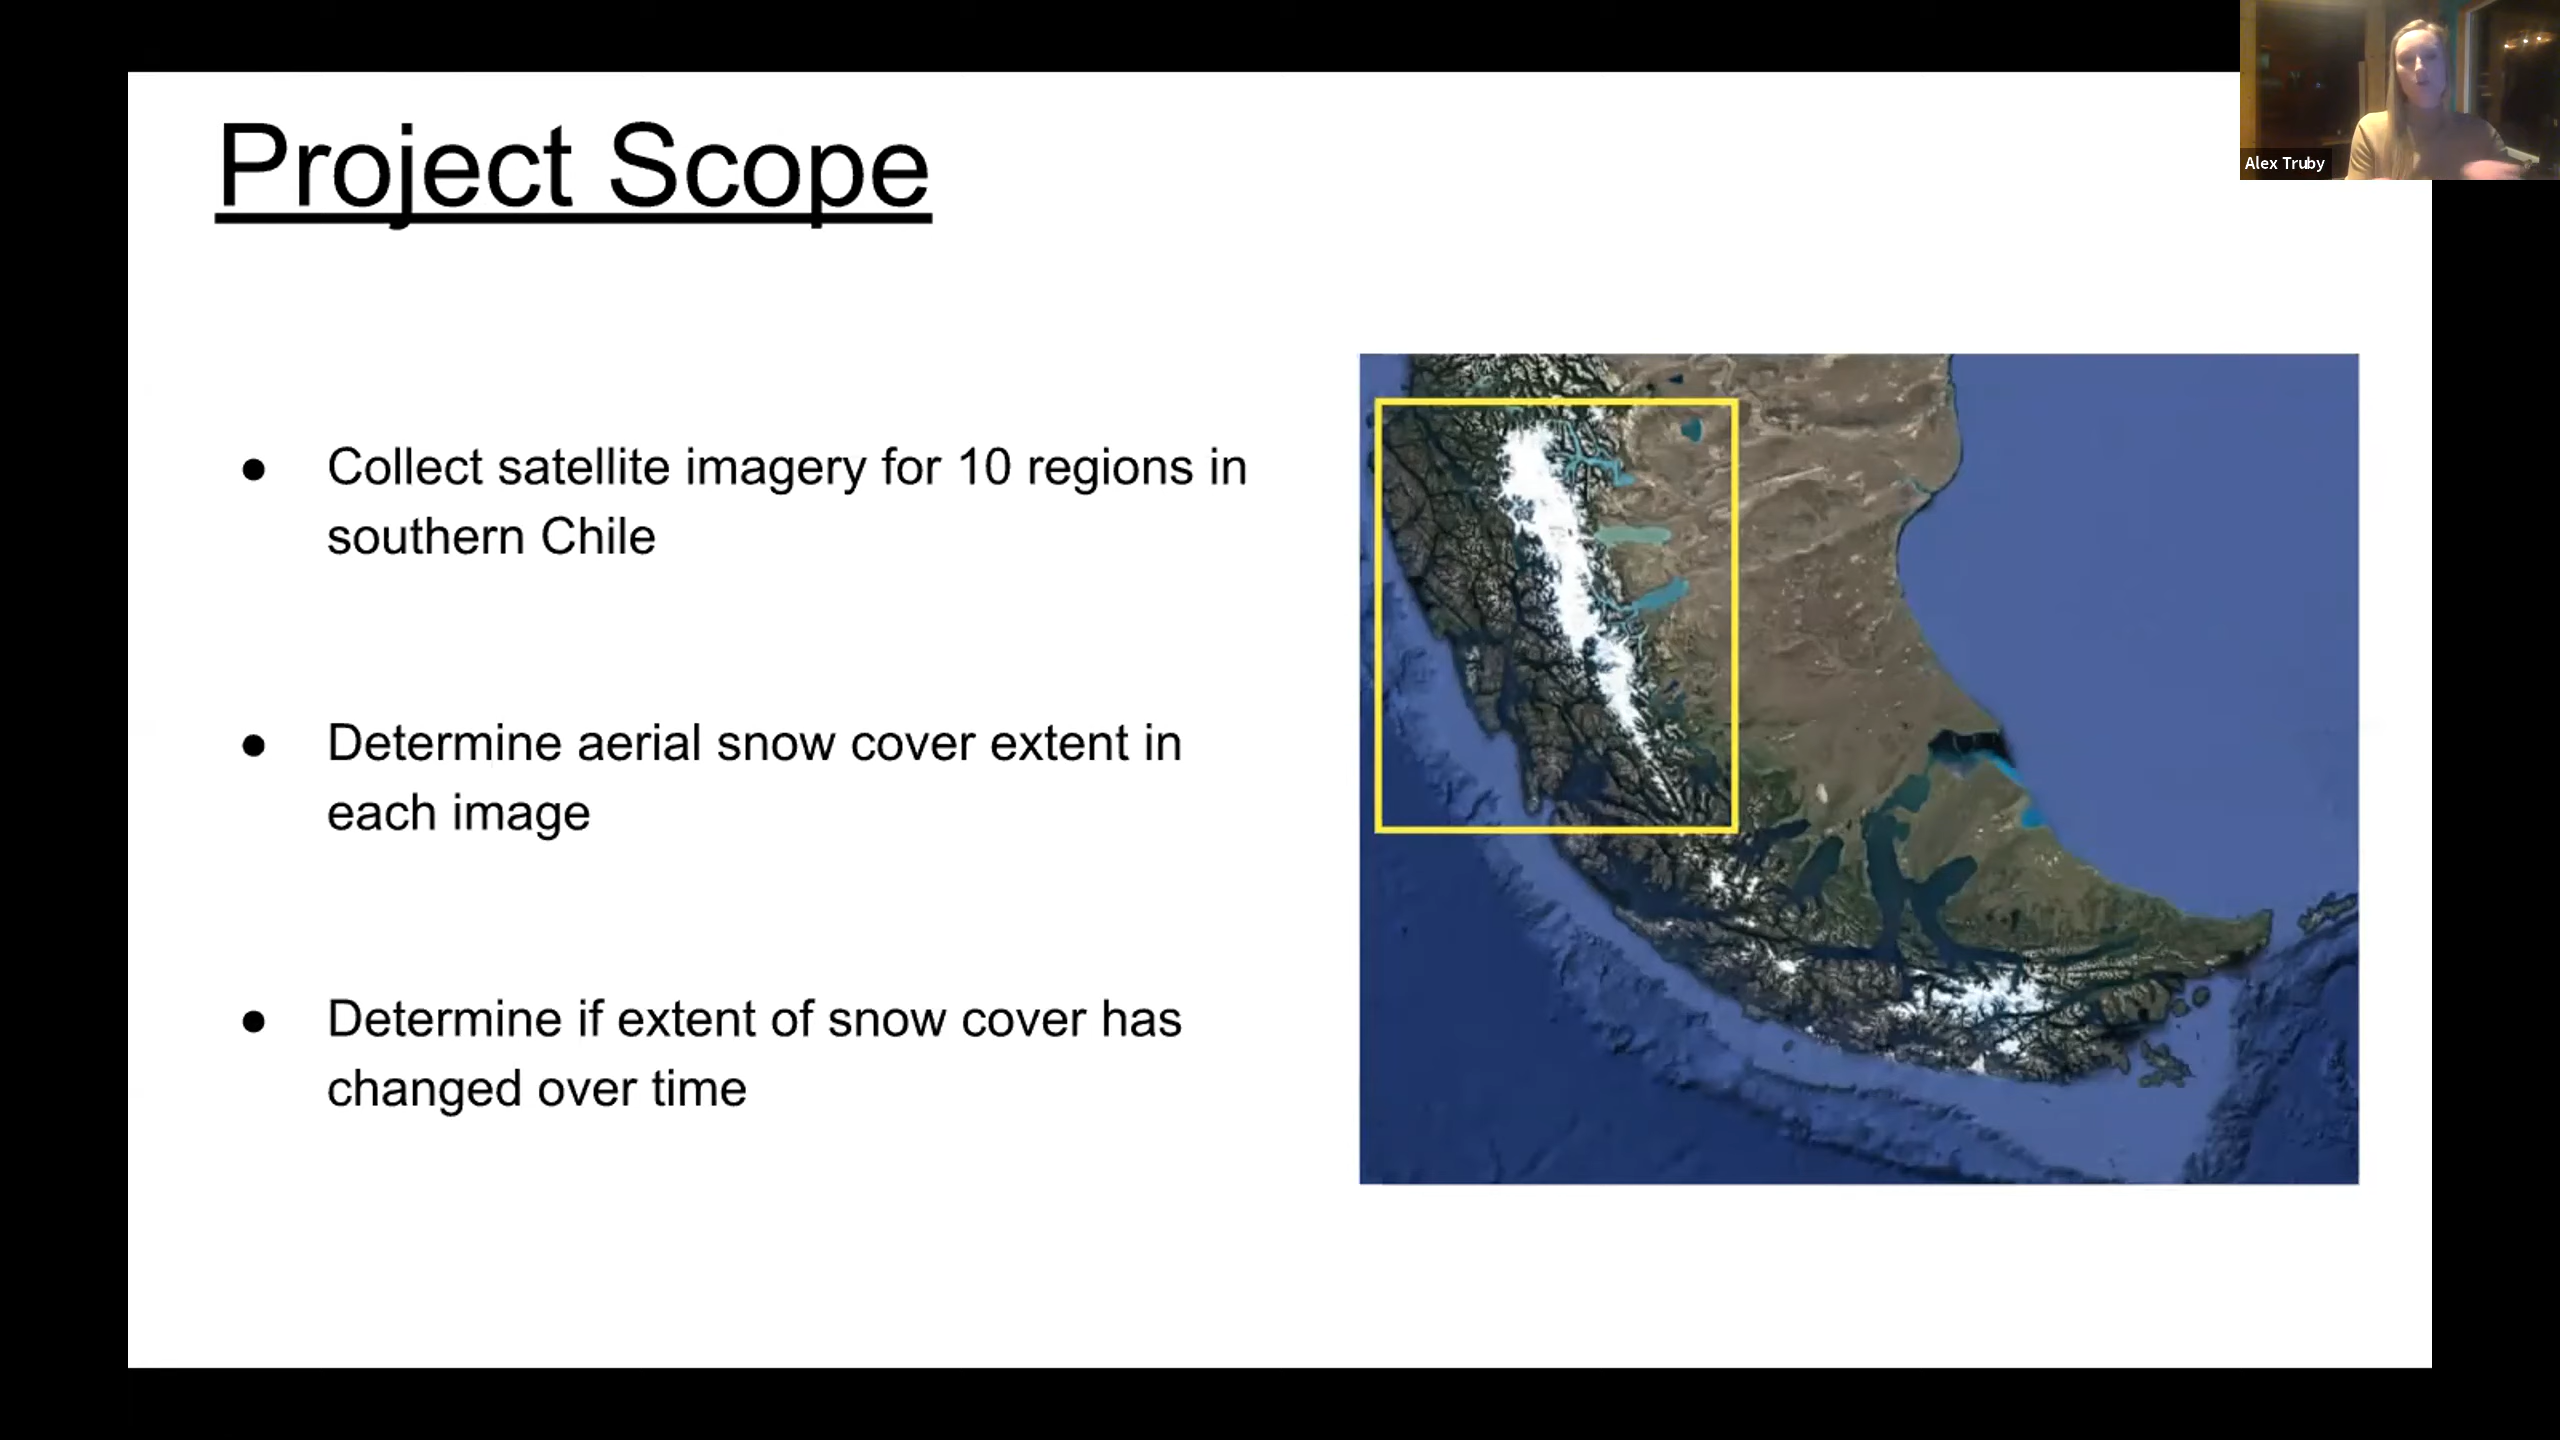 Project Scope
Alex Truby
● Collect satellite imagery for 10 regions in
southern Chile
● Determine aerial snow cover extent in
each image
● Determine if extent of snow cover has
changed over time